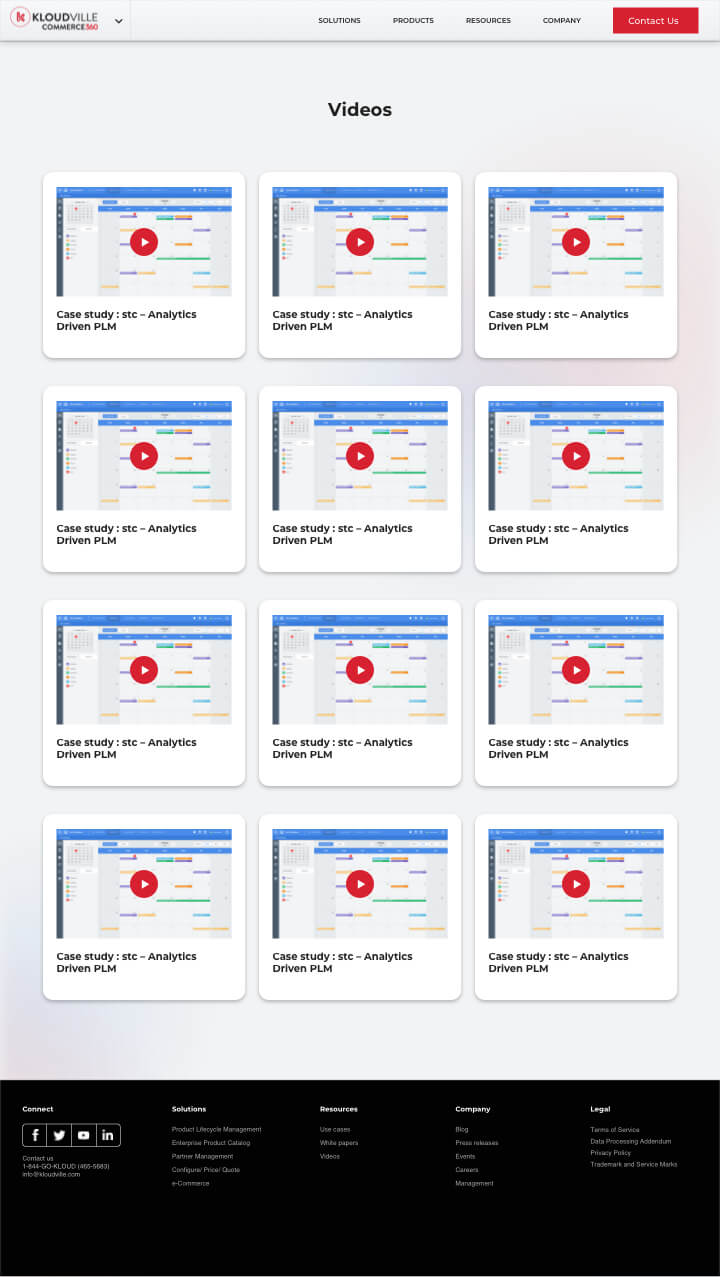 KLOUDVILLE
COMMERCE360
SOLUTIONS
PRODUCTS
RESOURCES
COMPANY
Contact Us
Videos
Case study : stc – Analytics
Driven PLM
Case study : stc – Analytics
Driven PLM
Case study : stc – Analytics
Driven PLM
Case study : stc – Analytics
Driven PLM
Case study : stc – Analytics
Driven PLM
Case study : stc – Analytics
Driven PLM
Case study : stc – Analytics
Driven PLM
Case study : stc – Analytics
Driven PLM
Case study : stc – Analytics
Driven PLM
Case study : stc – Analytics
Driven PLM
Case study : stc – Analytics
Driven PLM
Case study : stc – Analytics
Driven PLM
Connect
Contact us
1-844-GO-KLOUD (465-5683)
info@kloudville.com
Solutions
Product Lifecycle Management
Enterprise Product Catalog
Partner Management
Configure/ Price/ Quote
e-Commerce
Resources
Use cases
White papers
Videos
Company
Blog
Press releases
Events
Careers
Management
Legal
Terms of Service
Data Processing Addendum
Privacy Policy
Trademark and Service Marks